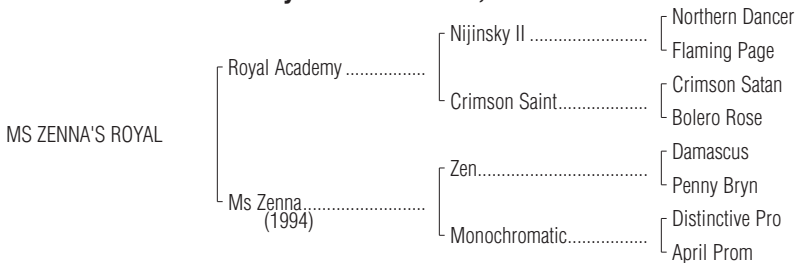 Northern Dancer
Nijinsky II
Flaming Page
Royal Academy
Crimson Satan
Crimson Saint
Bolero Rose
MS ZENNA'S ROYAL
Damascus
Zen
Penny Bryn
Ms Zenna
(1994)
Distinctive Pro
Monochromatic
April Prom